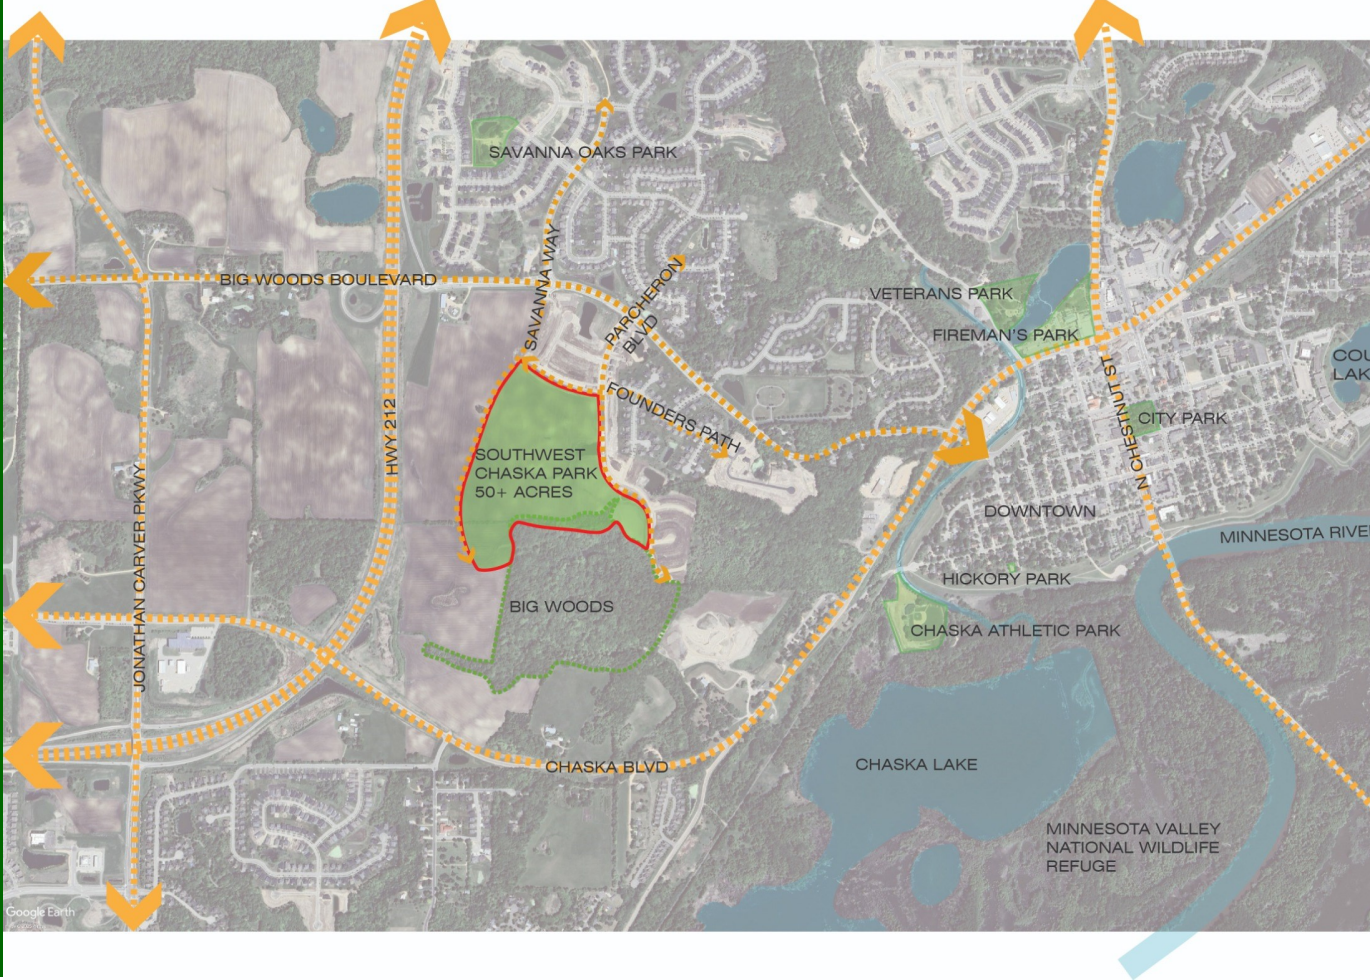 SAVANNA OAKS PARK
SAVANNA WAY
BIG WOODS BOULEVARD
PARCHERON
BLVD
VETERANS PARK
FIREMAN'S PARK
HWY 212
FOUNDERS PATH
N CHESTNUT ST
COU
LAK
CITY PARK
SOUTHWEST
CHASKA PARK
50+ ACRES
JONATHAN CARVER PKWY
DOWNTOWN
MINNESOTA RIVE
HICKORY PARK
BIG WOODS
CHASKA ATHLETIC PARK
CHASKA BLVD
CHASKA LAKE
MINNESOTA VALLEY
NATIONAL WILDLIFE
REFUGE
Google Earth